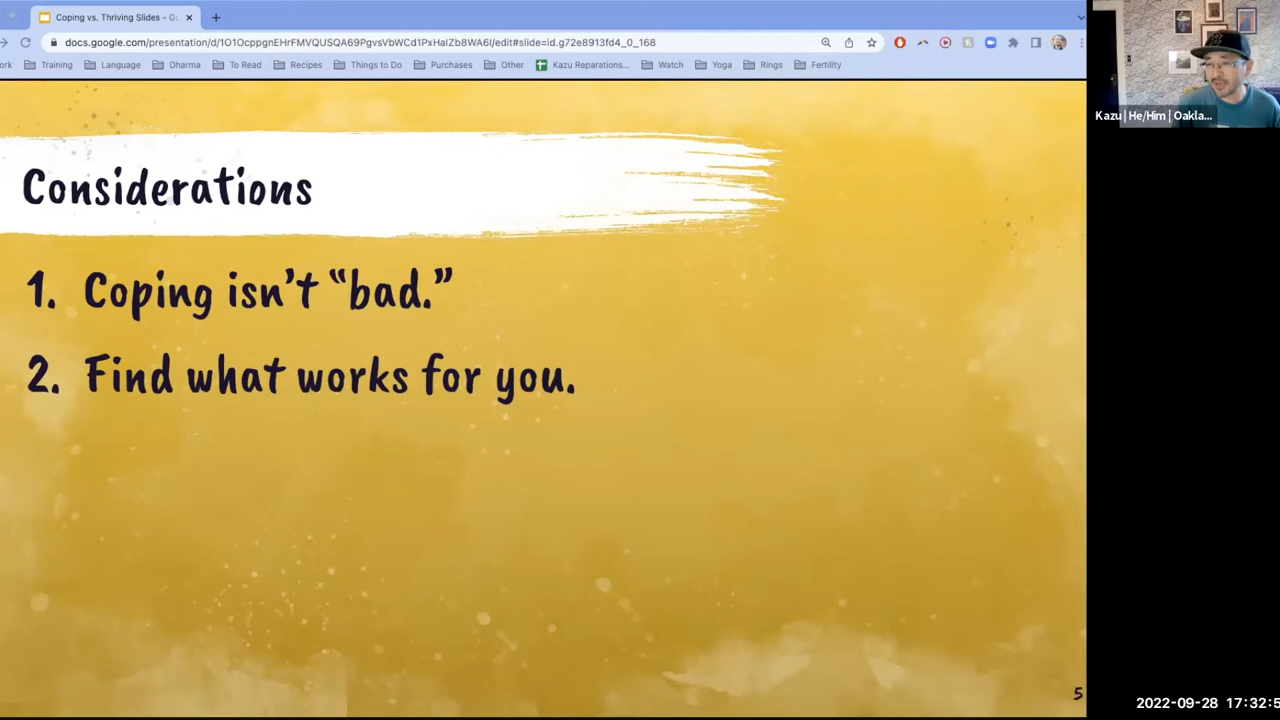 Coping vs. Thriving Slides - Go
docs.google.com/presentation/d/1O1OcppgnEHrFMVQUSQA69PgvsVbWCd1PxHaIZb8WA6I/edit#slide=id.g72e8913fd4_0_168
ork Training Language Dharma To Read Recipes Things to Do Purchases Other Kazu Reparations... Watch Yoga Rings Fertility
Kazu | He/Him | Oakla...
Considerations
1. Coping isn't “bad.”
2. Find what works for you.
5
2022-09-28 17:32:5